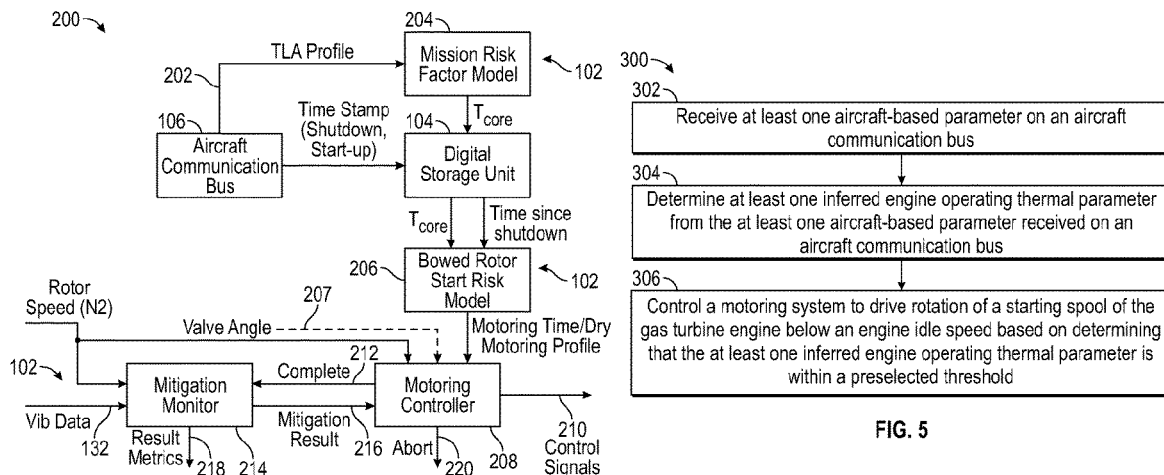 200
204
TLA Profile
Mission Risk
Factor Model
102
202
T core
106
Time Stamp
(Shutdown,
Start-up)
104
Aircraft
Communication
Bus
Digital
Storage Unit
T core
Time since
shutdown
206
Bowed Rotor
Start Risk
Model
102
Rotor
Speed (N2)
207
Valve Angle
Motoring Time/Dry
Motoring Profile
212
Complete
102
Mitigation
Monitor
Motoring
Controller
Vib Data
132
Mitigation
Result
216
210
Control
Signals
Result
Metrics
218
214
Abort
220
208
300
302
Receive at least one aircraft-based parameter on an aircraft
communication bus
304
Determine at least one inferred engine operating thermal parameter
from the at least one aircraft-based parameter received on an
aircraft communication bus
306
Control a motoring system to drive rotation of a starting spool of the
gas turbine engine below an engine idle speed based on determining
that the at least one inferred engine operating thermal parameter is
within a preselected threshold
FIG. 5